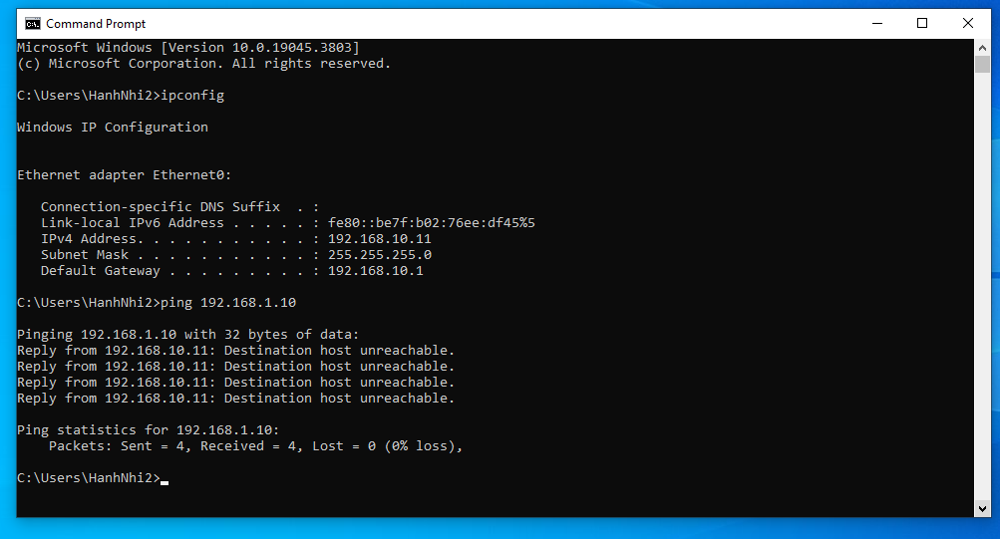 Command Prompt
Microsoft Windows [Version 10.0.19045.3803]
(c) Microsoft Corporation. All rights reserved.
C:\Users\HanhNhi2>ipconfig
Windows IP Configuration
Ethernet adapter Ethernet0:
   Connection-specific DNS Suffix  . :
   Link-local IPv6 Address . . . . . : fe80::be7f:b02:76ee:df45%5
   IPv4 Address. . . . . . . . . . . : 192.168.10.11
   Subnet Mask . . . . . . . . . . . : 255.255.255.0
   Default Gateway . . . . . . . . . : 192.168.10.1
C:\Users\HanhNhi2>ping 192.168.1.10
Pinging 192.168.1.10 with 32 bytes of data:
Reply from 192.168.10.11: Destination host unreachable.
Reply from 192.168.10.11: Destination host unreachable.
Reply from 192.168.10.11: Destination host unreachable.
Reply from 192.168.10.11: Destination host unreachable.
Ping statistics for 192.168.1.10:
    Packets: Sent = 4, Received = 4, Lost = 0 (0% loss),
C:\Users\HanhNhi2>